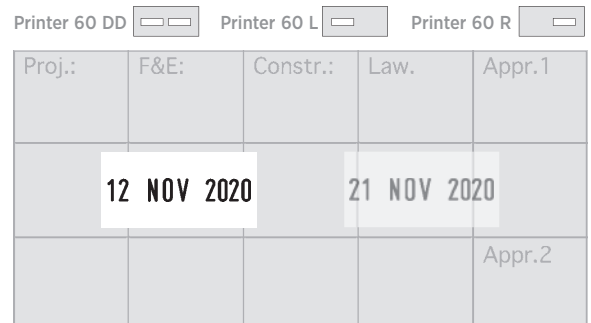 Printer 60 DD Printer 60 L Printer 60 R
Proj.: F&E: Constr.: Law. Appr.1
12 NOV 2020 21 NOV 2020
Appr.2